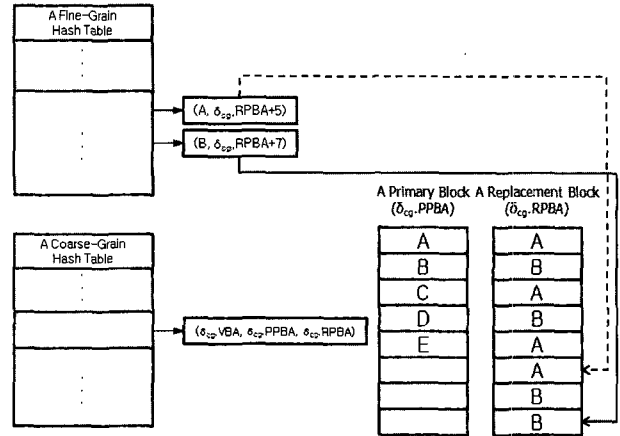 A Fine-Grain
Hash Table
(A, δcg.RPBA+5)
(B, δcg.RPBA+7)
A Primary Block
(δcg.PPBA)
A Replacement Block
(δcg.RPBA)
A Coarse-Grain
Hash Table
(δcg.VBA, δcg.PPBA, δcg.RPBA)
A
B
C
D
E
A
B
A
B
A
A
B
B